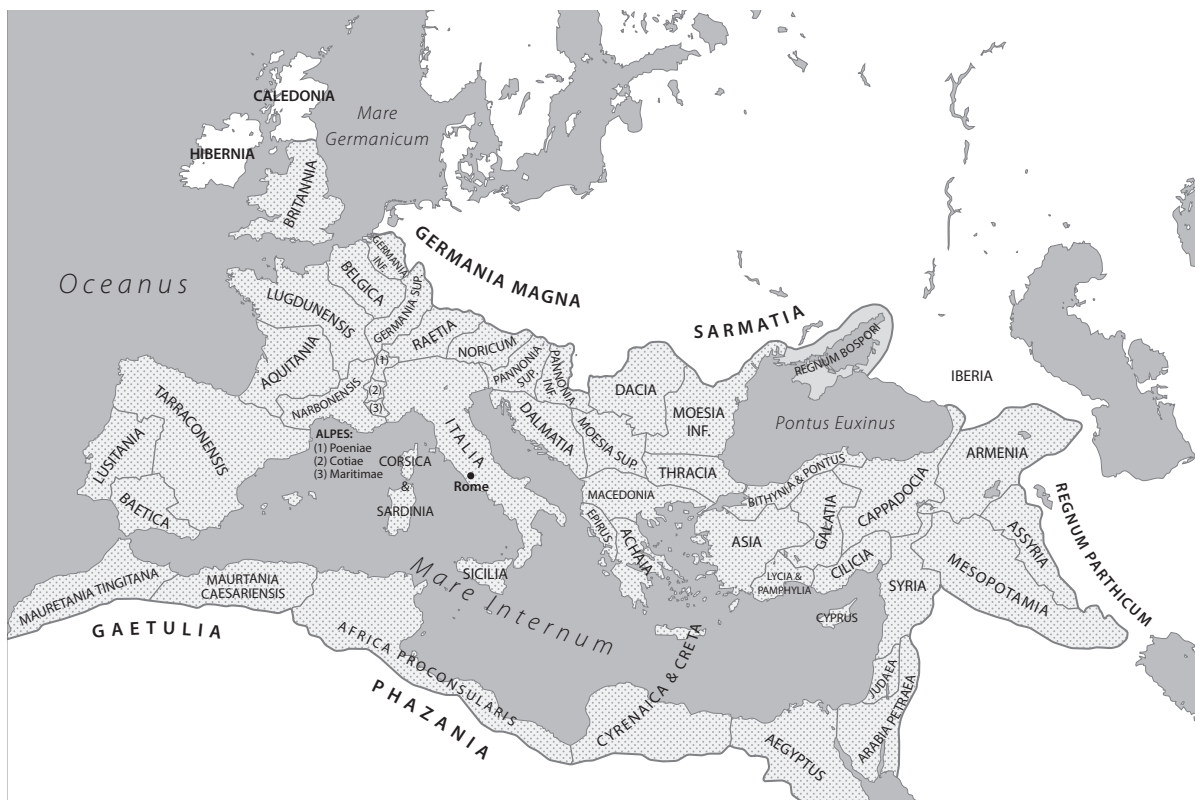 CALEDONIA
Mare
Germanicum
HIBERNIA
BRITANNIA
Oceanus
GERMANIA MAGNA
GERMANIA
INF.
BELGICA
LUGDUNENSIS
GERMANIA SUP.
RAETIA
NORICUM
PANNONIA
SUP.
PANNONIA
INF.
AQUITANIA
NARBONENSIS
(1)
(2)
(3)
ALPES:
(1) Poeniae
(2) Cotiae
(3) Maritimae
SARMATIA
REGNUM BOSPORI
IBERIA
DACIA
MOESIA
INF.
Pontus Euxinus
TARRACONENSIS
LUSITANIA
BAETICA
ITALIA
Rome
CORSICA
&
SARDINIA
DALMATIA
MOESIA SUP.
THRACIA
MACEDONIA
EPIRUS
ACHAIA
BITHYNIA & PONTUS
GALATIA
CAPPADOCIA
ARMENIA
ASIA
LYCIA &
PAMPHYLIA
CILICIA
SYRIA
ASSYRIA
MESOPOTAMIA
REGNUM PARTHICUM
SICILIA
Mare Internum
CYPRUS
MAURETANIA TINGITANA
MAURTANIA
CAESARIENSIS
GAETULIA
AFRICA PROCONSULARIS
PHAZANIA
CYRENAICA & CRETA
JUDAEA
ARABIA PETRAEA
AEGYPTUS